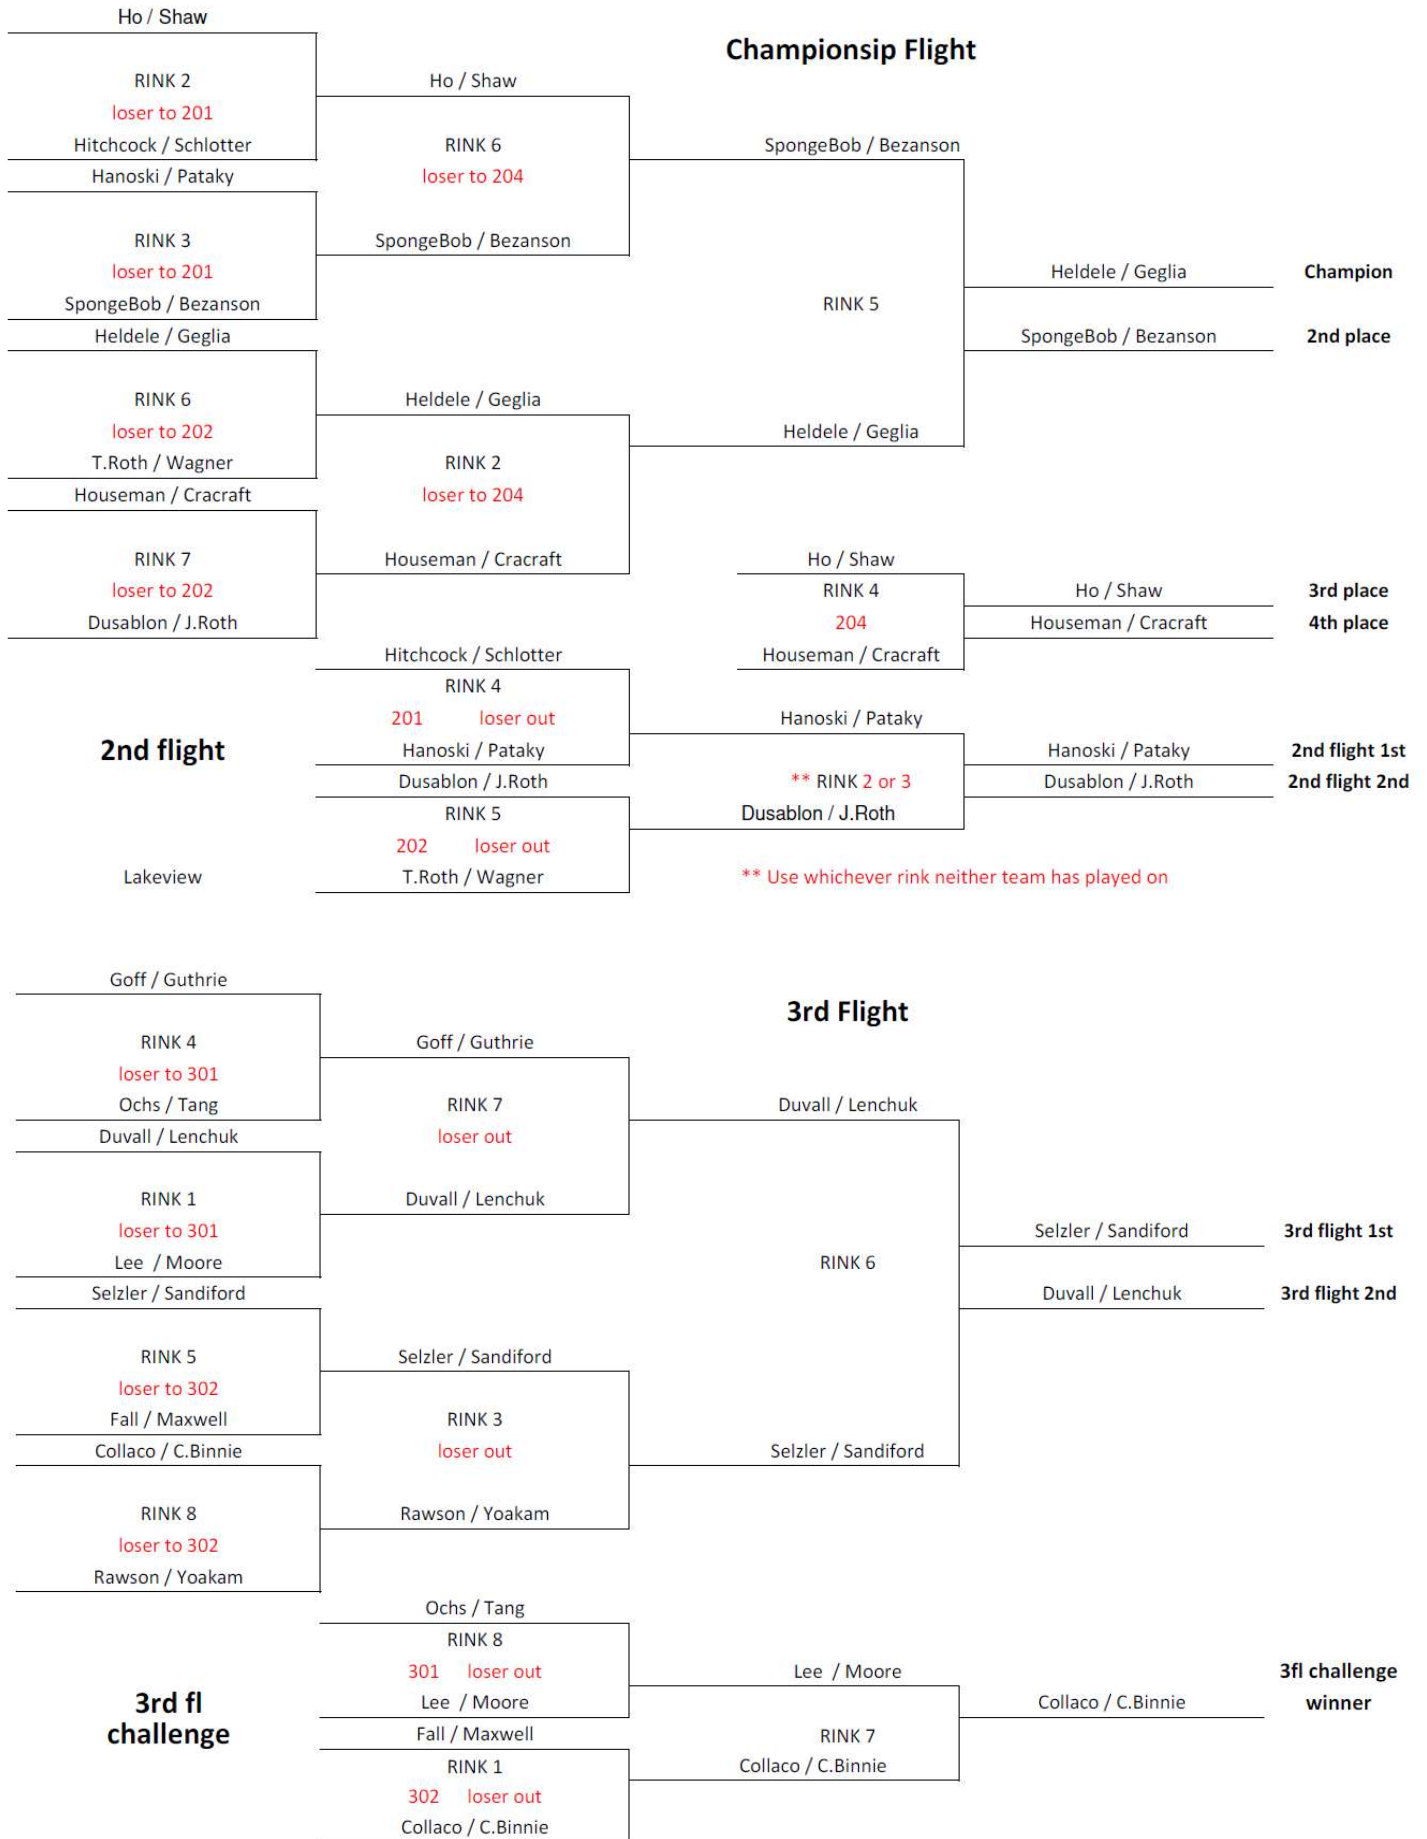 Ho / Shaw
Championsip Flight
RINK 2
Ho / Shaw
loser to 201
Hitchcock / Schlotter
RINK 6
SpongeBob / Bezanson
Hanoski / Pataky
loser to 204
RINK 3
SpongeBob / Bezanson
loser to 201
Heldele / Geglia
Champion
SpongeBob / Bezanson
RINK 5
Heldele / Geglia
SpongeBob / Bezanson
2nd place
RINK 6
Heldele / Geglia
loser to 202
Heldele / Geglia
T.Roth / Wagner
RINK 2
Houseman / Cracraft
loser to 204
RINK 7
Houseman / Cracraft
Ho / Shaw
loser to 202
RINK 4
Ho / Shaw
3rd place
Dusablon / J.Roth
204
Houseman / Cracraft
4th place
Hitchcock / Schlotter
Houseman / Cracraft
RINK 4
201 loser out
Hanoski / Pataky
2nd flight
Hanoski / Pataky
Hanoski / Pataky
2nd flight 1st
Dusablon / J.Roth
** RINK 2 or 3
Dusablon / J.Roth
2nd flight 2nd
RINK 5
Dusablon / J.Roth
202 loser out
Lakeview
T.Roth / Wagner
** Use whichever rink neither team has played on
Goff / Guthrie
3rd Flight
RINK 4
Goff / Guthrie
loser to 301
Ochs / Tang
RINK 7
Duvall / Lenchuk
Duvall / Lenchuk
loser out
RINK 1
Duvall / Lenchuk
loser to 301
Selzler / Sandiford
3rd flight 1st
Lee / Moore
RINK 6
Selzler / Sandiford
Duvall / Lenchuk
3rd flight 2nd
RINK 5
Selzler / Sandiford
loser to 302
Fall / Maxwell
RINK 3
Collaco / C.Binnie
loser out
Selzler / Sandiford
RINK 8
Rawson / Yoakam
loser to 302
Rawson / Yoakam
Ochs / Tang
RINK 8
301 loser out
Lee / Moore
3fl challenge
3rd fl
Lee / Moore
Collaco / C.Binnie
winner
challenge
Fall / Maxwell
RINK 7
RINK 1
Collaco / C.Binnie
302 loser out
Collaco / C.Binnie